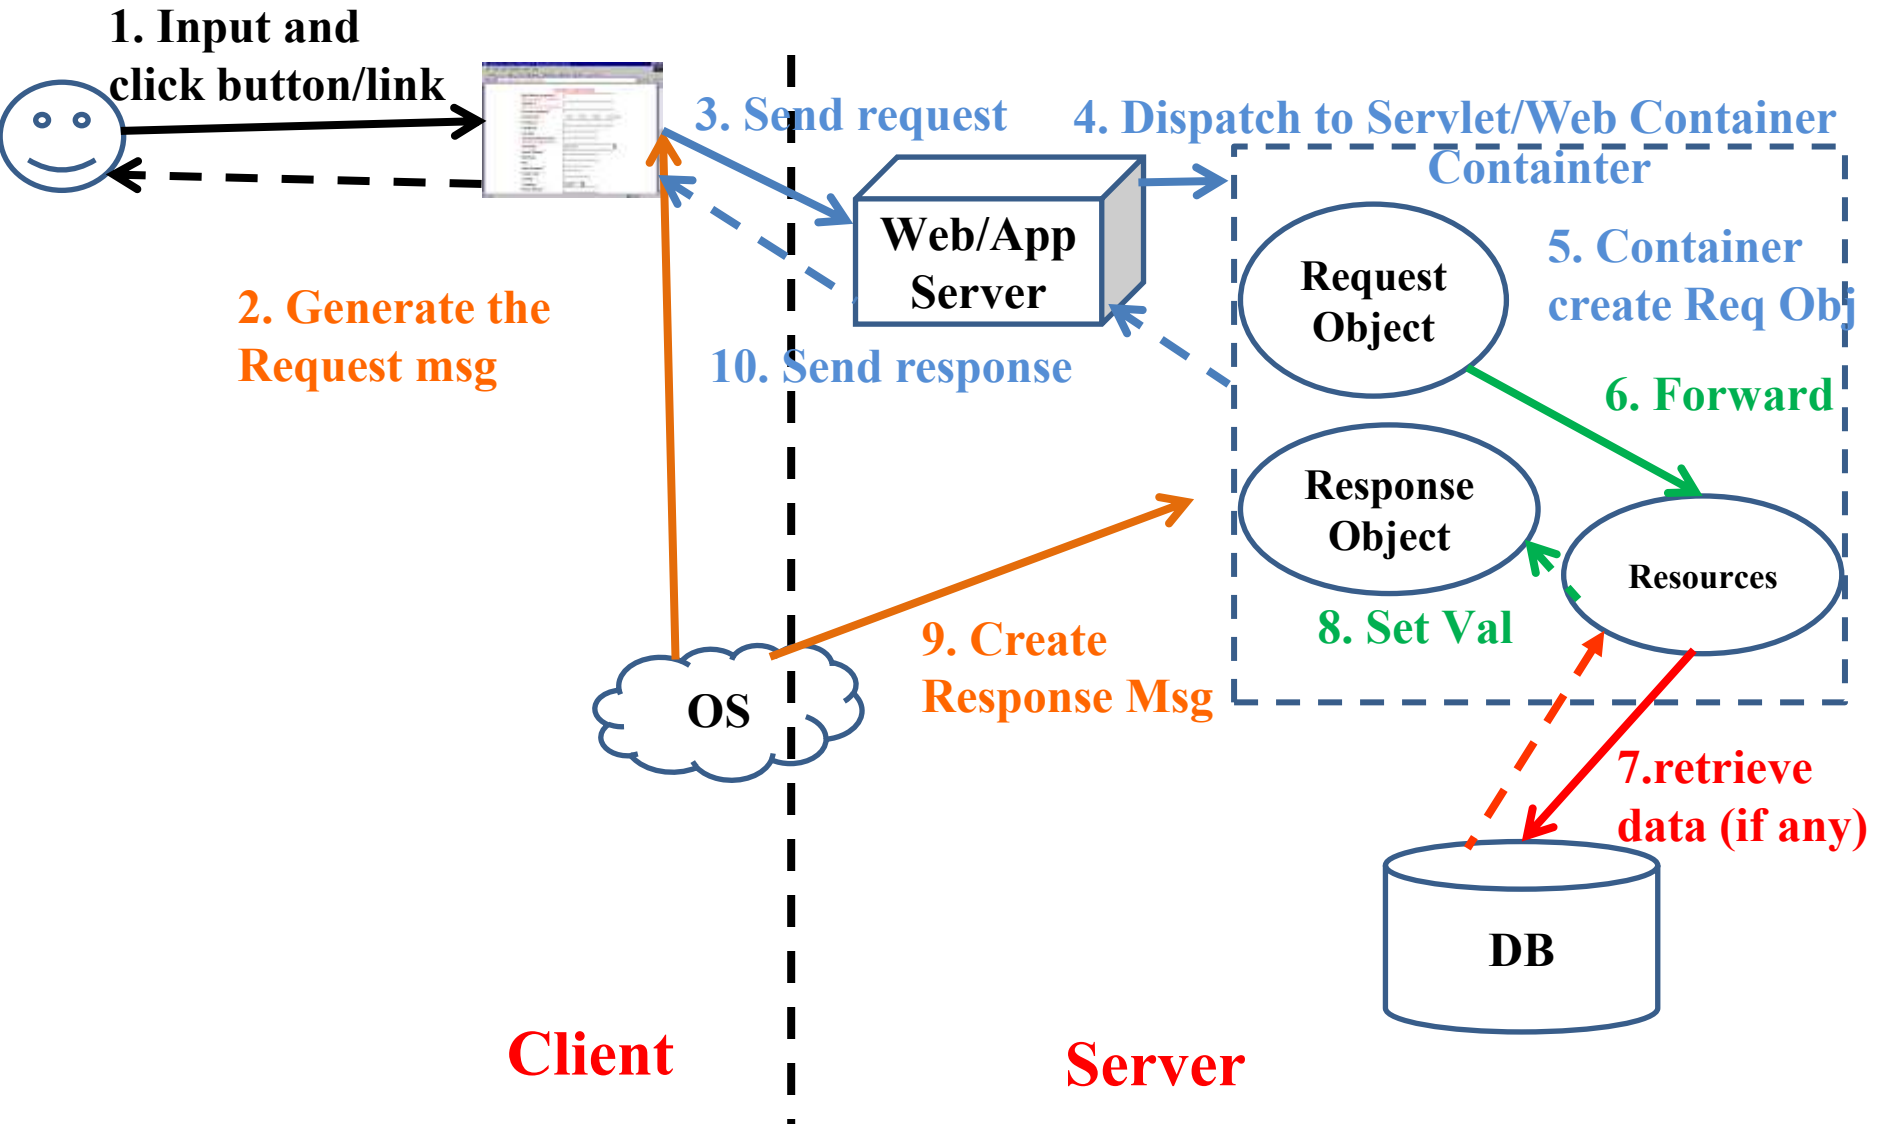 1. Input and
click button/link
3. Send request
4. Dispatch to Servlet/Web Container
Containter
Web/App
Server
Request
Object
5. Container
create Req Obj
2. Generate the
Request msg
10. Send response
6. Forward
Response
Object
Resources
8. Set Val
9. Create
Response Msg
OS
7.retrieve
data (if any)
DB
Client
Server